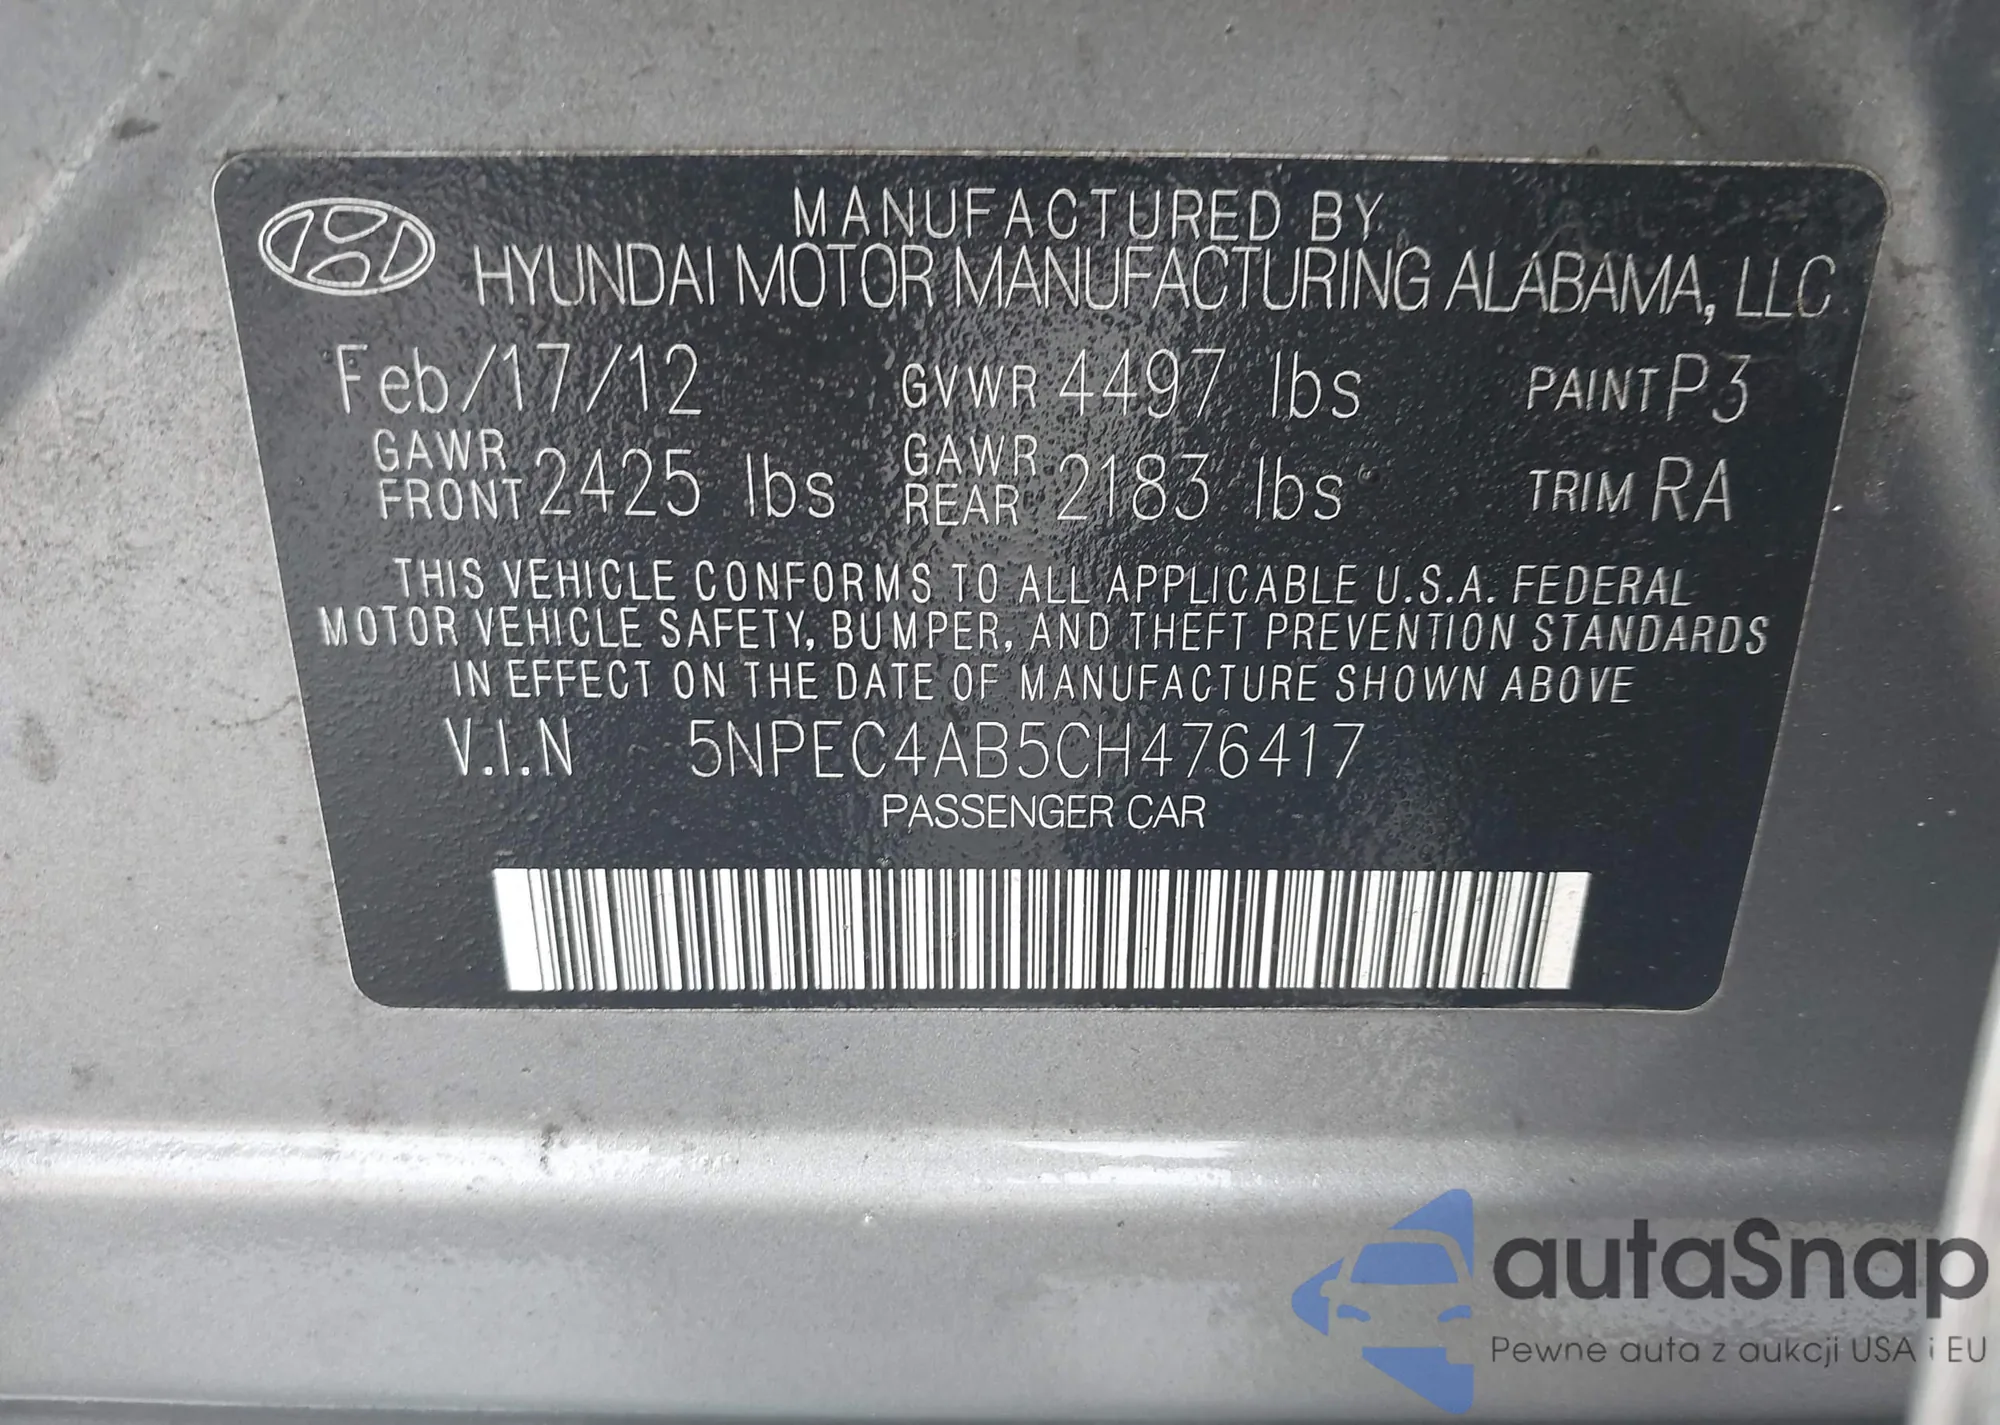 MANUFACTURED BY
HYUNDAI MOTOR MANUFACTURING ALABAMA, LLC
Feb/17/12 GVWR 4497 lbs PAINT P3
GAWR FRONT 2425 lbs GAWR REAR 2183 lbs TRIM RA
THIS VEHICLE CONFORMS TO ALL APPLICABLE U.S.A. FEDERAL
MOTOR VEHICLE SAFETY, BUMPER, AND THEFT PREVENTION STANDARDS
IN EFFECT ON THE DATE OF MANUFACTURE SHOWN ABOVE
V.I.N 5NPEC4AB5CH476417
PASSENGER CAR
autaSnap
Pewne auta z aukcji USA i EU